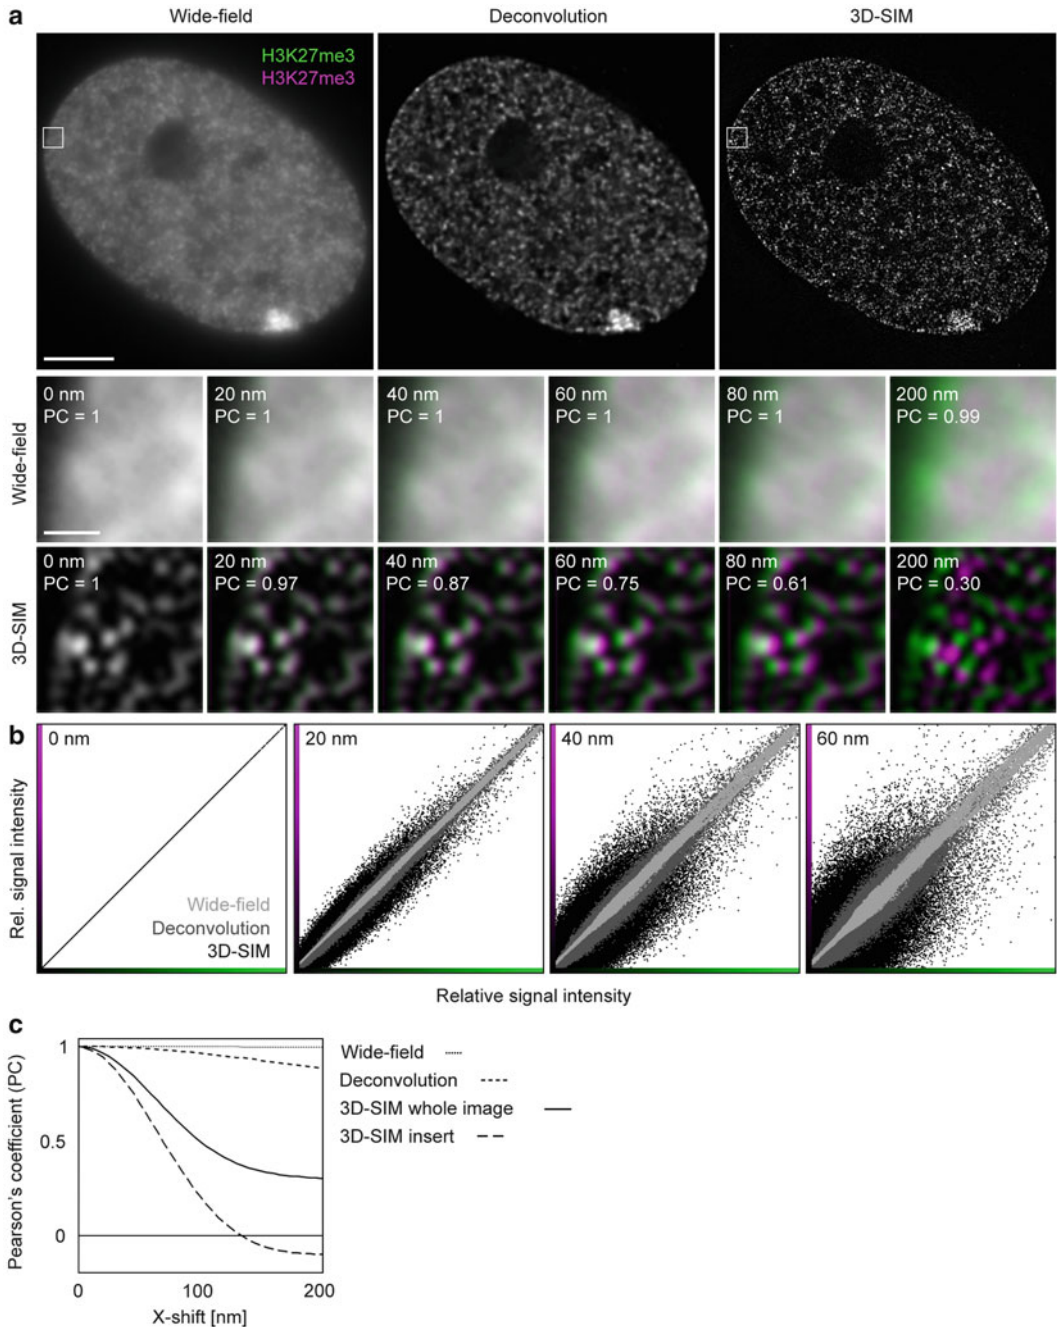 a
Wide-field
Deconvolution
3D-SIM
H3K27me3
H3K27me3
Wide-field
0 nm
PC = 1
20 nm
PC = 1
40 nm
PC = 1
60 nm
PC = 1
80 nm
PC = 1
200 nm
PC = 0.99
3D-SIM
0 nm
PC = 1
20 nm
PC = 0.97
40 nm
PC = 0.87
60 nm
PC = 0.75
80 nm
PC = 0.61
200 nm
PC = 0.30
b
Rel. signal intensity
0 nm
Wide-field
Deconvolution
3D-SIM
20 nm
40 nm
60 nm
Relative signal intensity
c
Pearson's coefficient (PC)
1
0.5
0
0
100
200
X-shift [nm]
Wide-field
Deconvolution
3D-SIM whole image
3D-SIM insert